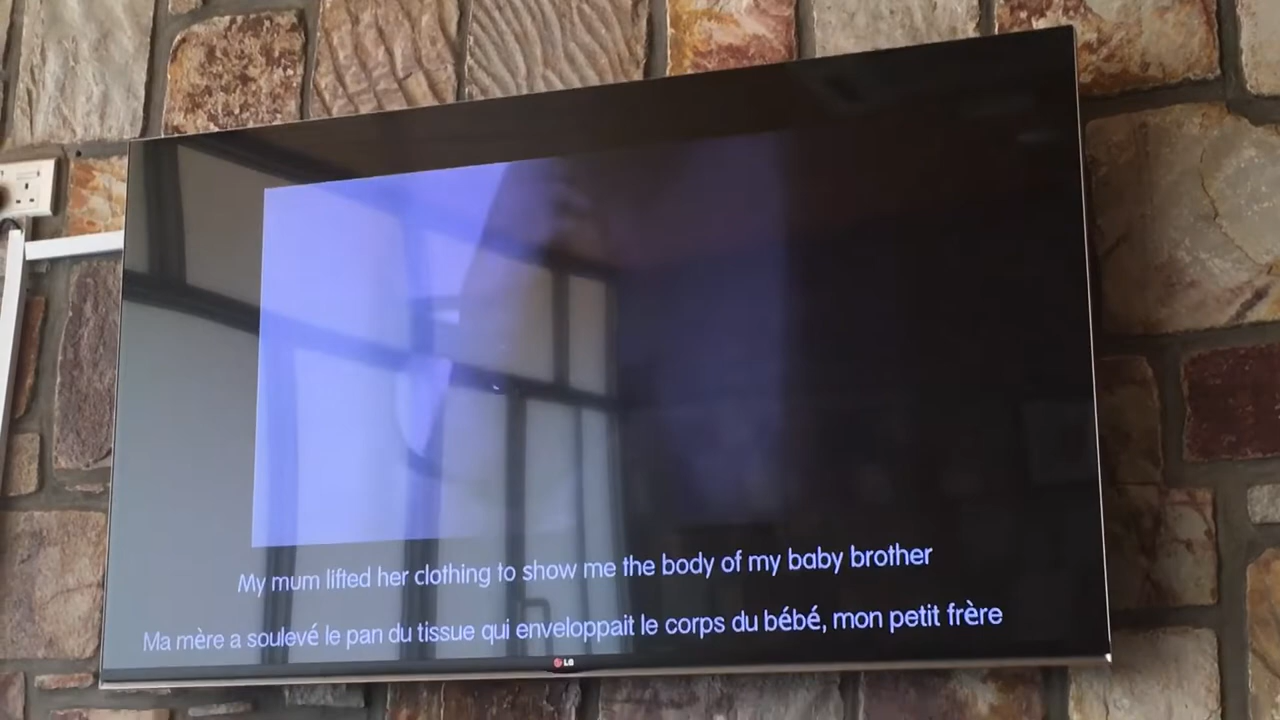 My mum lifted her clothing to show me the body of my baby brother
Ma mère a soulevé le pan du tissue qui enveloppait le corps du bébé, mon petit frère
LG